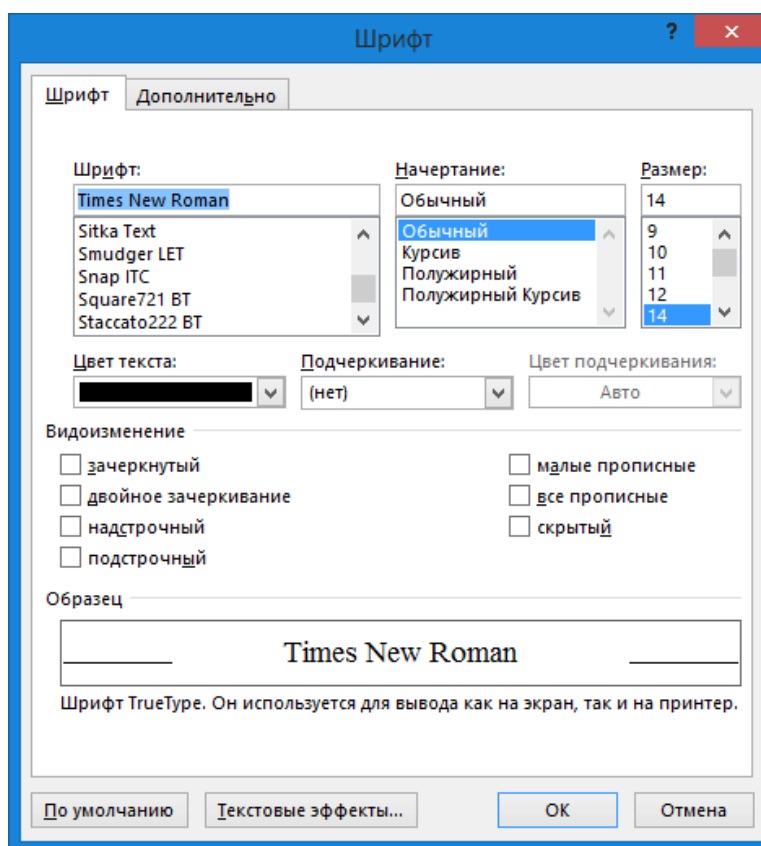 Шрифт
?
Шрифт Дополнительно
Шрифт: Начертание: Размер:
Times New Roman Обычный 14
Sitka Text Обычный 9
Smudger LET Курсив 10
Snap ITC Полужирный 11
Square721 BT Полужирный Курсив 12
Staccato222 BT 14
Цвет текста: Подчеркивание: Цвет подчеркивания:
(нет) Авто
Видоизменение
зачеркнутый малые прописные
двойное зачеркивание все прописные
надстрочный скрытый
подстрочный
Образец
Times New Roman
Шрифт TrueType. Он используется для вывода как на экран, так и на принтер.
По умолчанию Текстовые эффекты... ОК Отмена